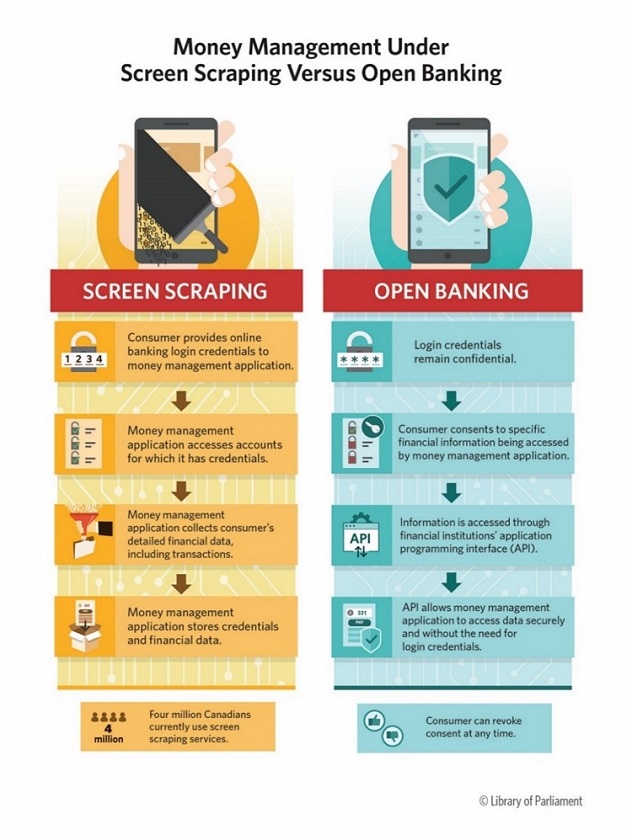 Money Management Under
Screen Scraping Versus Open Banking
SCREEN SCRAPING
1 2 3 4
Consumer provides online
banking login credentials to
money management application.
Money management
application accesses accounts
for which it has credentials.
Money management
application collects consumer's
detailed financial data,
including transactions.
Money management
application stores credentials
and financial data.
4
million
Four million Canadians
currently use screen
scraping services.
OPEN BANKING
****
Login credentials
remain confidential.
Consumer consents to specific
financial information being accessed
by money management application.
API
Information is accessed through
financial institutions' application
programming interface (API).
331
PAY
API allows money management
application to access data securely
and without the need for
login credentials.
Consumer can revoke
consent at any time.
© Library of Parliament